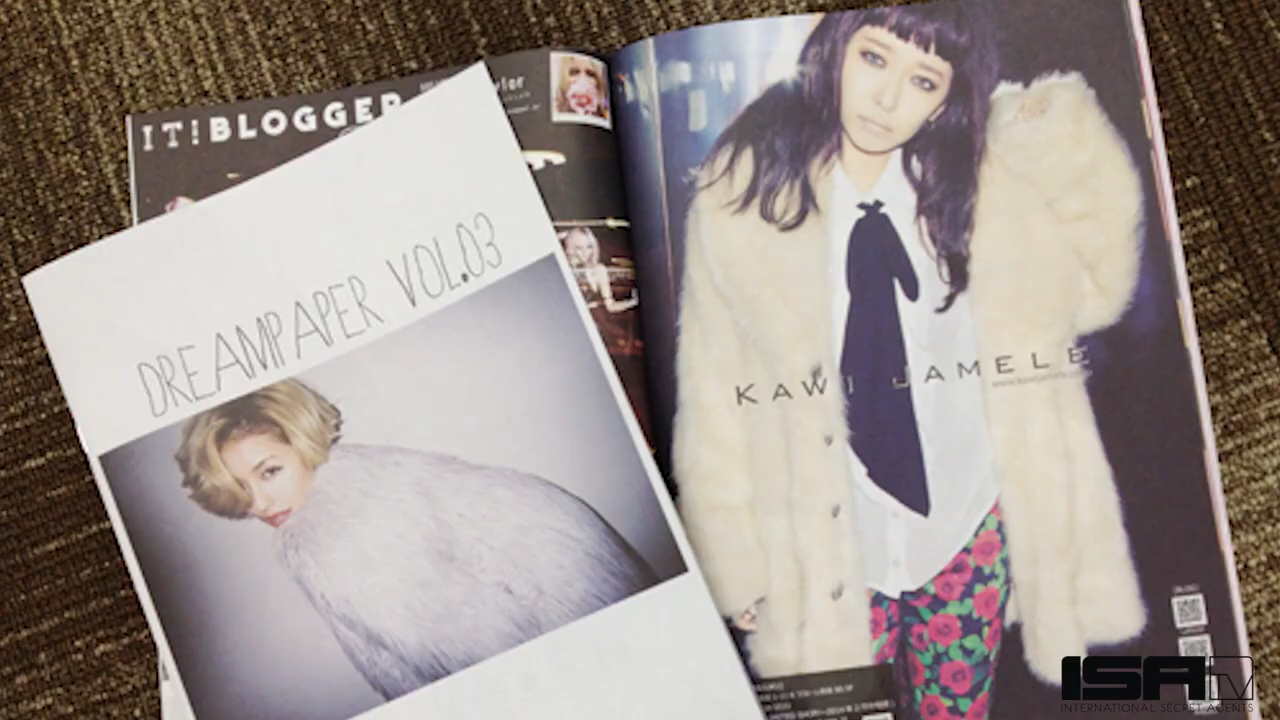 IT!BLOGGER
DREAMPAPER VOL.03
KAWI JAMELE
ISA TV
INTERNATIONAL SECRET AGENTS